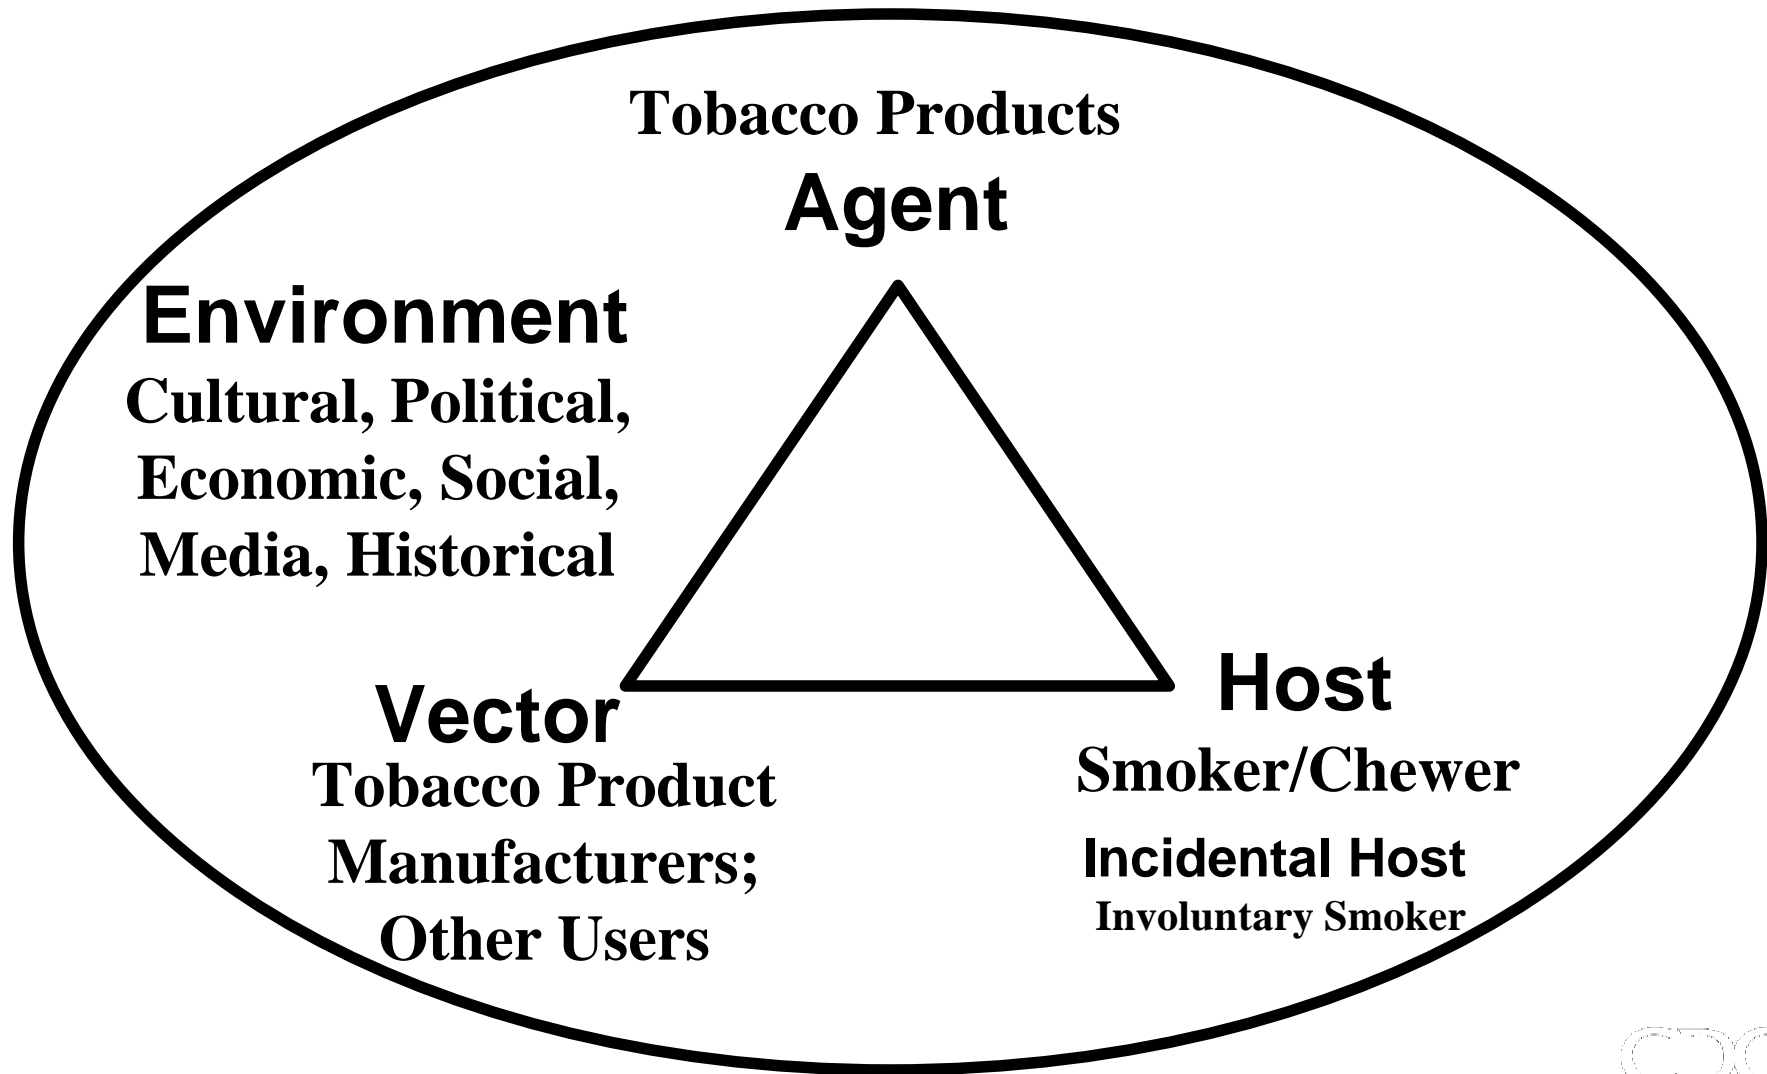 Tobacco Products
Agent
Environment
Cultural, Political,
Economic, Social,
Media, Historical
Vector
Tobacco Product
Manufacturers;
Other Users
Host
Smoker/Chewer
Incidental Host
Involuntary Smoker